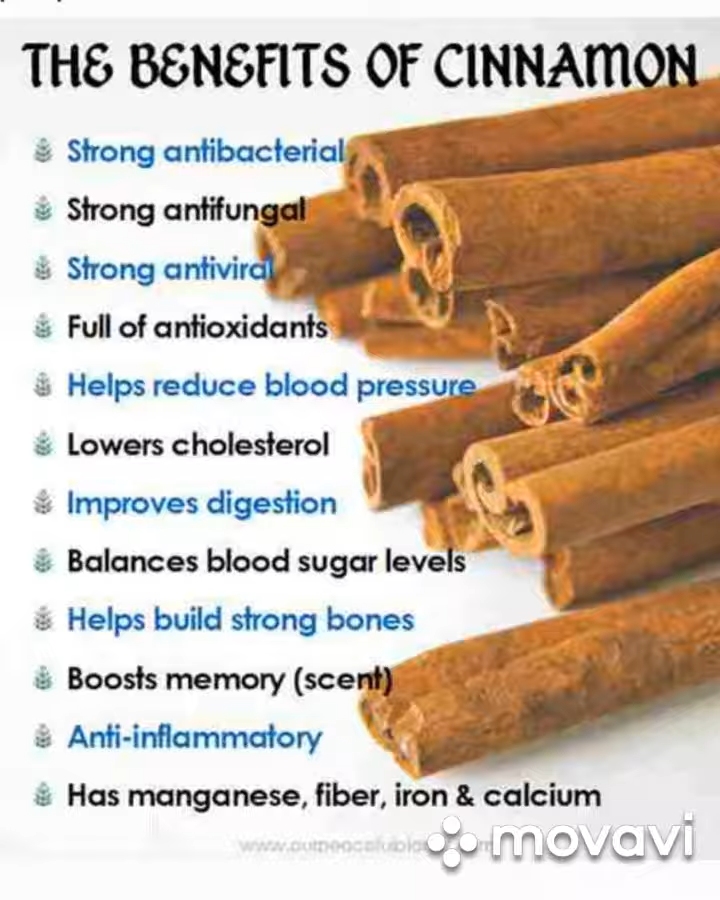 THE BENEFITS OF CINNAMON
Strong antibacterial
Strong antifungal
Strong antiviral
Full of antioxidants
Helps reduce blood pressure
Lowers cholesterol
Improves digestion
Balances blood sugar levels
Helps build strong bones
Boosts memory (scent)
Anti-inflammatory
Has manganese, fiber, iron & calcium
movavi